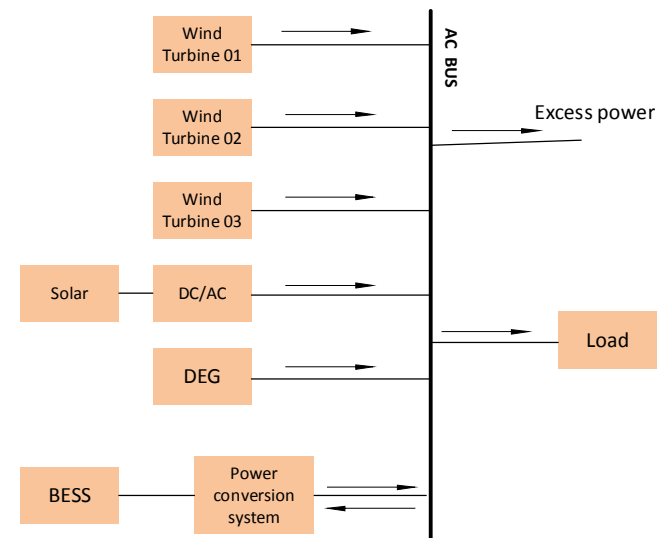 Wind
Turbine 01
AC BUS
Wind
Turbine 02
Excess power
Wind
Turbine 03
Solar
DC/AC
Load
DEG
BESS
Power
conversion
system